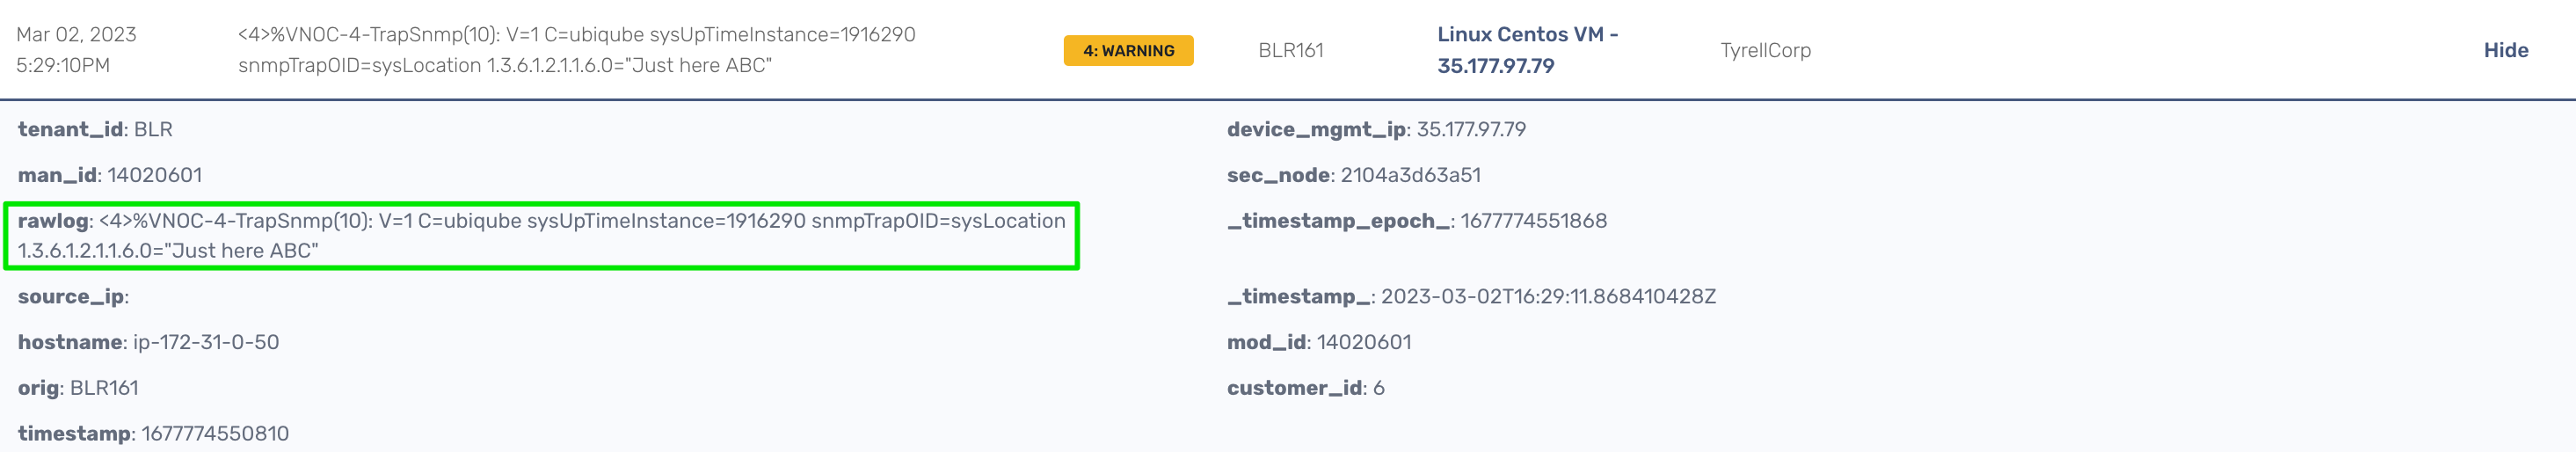 Mar 02, 2023
5:29:10PM
<4>%VNOC-4-TrapSnmp(10): V=1 C=ubiqube sysUpTimeInstance=1916290
snmpTrapOID=sysLocation 1.3.6.1.2.1.1.6.0="Just here ABC"
4: WARNING
BLR161
Linux Centos VM -
35.177.97.79
TyrellCorp
Hide
tenant_id: BLR
device_mgmt_ip: 35.177.97.79
man_id: 14020601
sec_node: 2104a3d63a51
rawlog: <4>%VNOC-4-TrapSnmp(10): V=1 C=ubiqube sysUpTimeInstance=1916290 snmpTrapOID=sysLocation
1.3.6.1.2.1.1.6.0="Just here ABC"
_timestamp_epoch_: 1677774551868
source_ip:
_timestamp_: 2023-03-02T16:29:11.868410428Z
hostname: ip-172-31-0-50
mod_id: 14020601
orig: BLR161
customer_id: 6
timestamp: 1677774550810